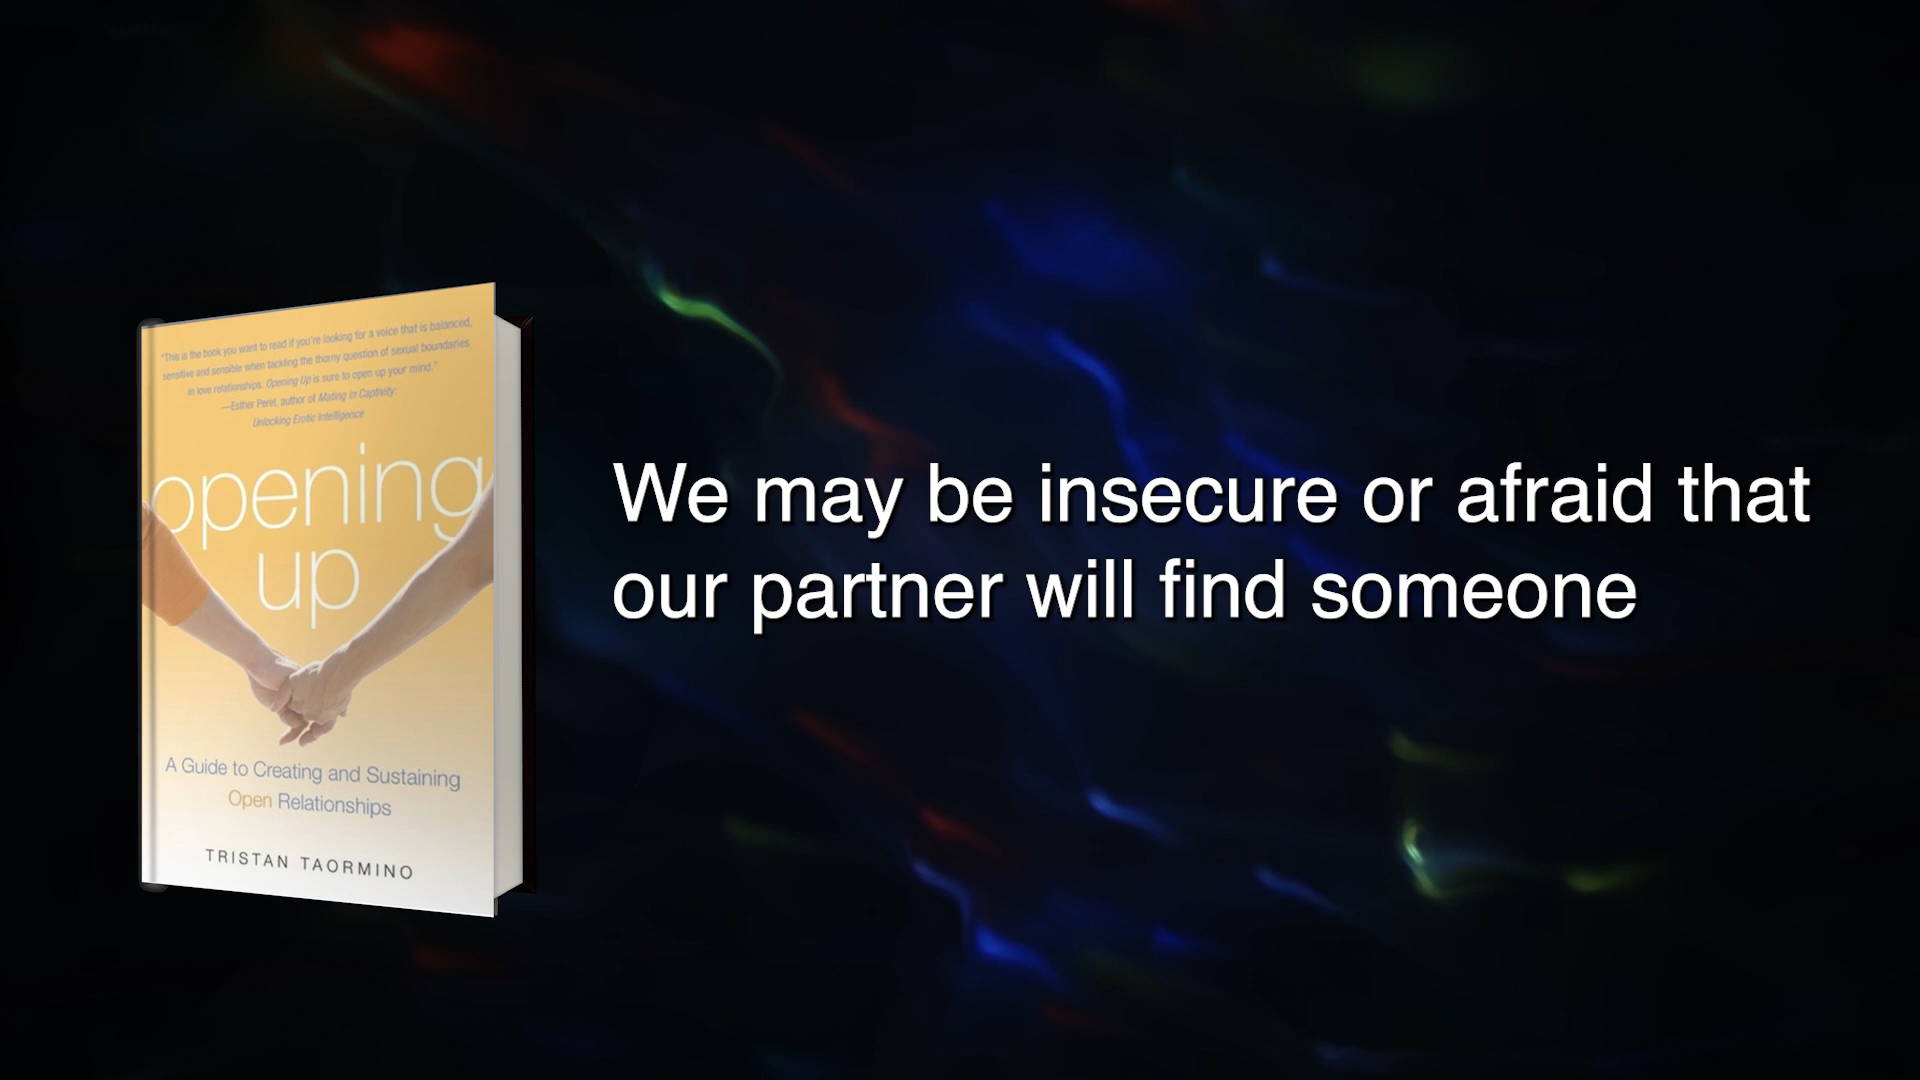 "This is the book you want to read if you're looking for a voice that is balanced,
sensitive and sensible when tackling the thorny question of sexual boundaries
in love relationships. Opening Up is sure to open up your mind."
—Esther Perel, author of Mating in Captivity:
Unlocking Erotic Intelligence
opening
up
A Guide to Creating and Sustaining
Open Relationships
TRISTAN TAORMINO
We may be insecure or afraid that
our partner will find someone